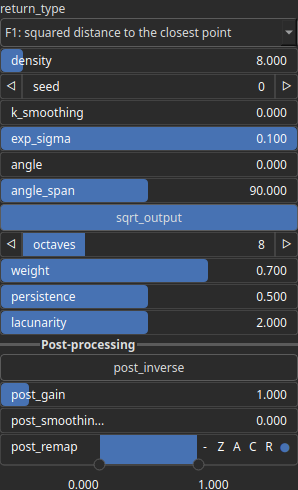 return_type
F1: squared distance to the closest point
density 8.000
seed 0
k_smoothing 0.000
exp_sigma 0.100
angle 0.000
angle_span 90.000
sqrt_output
octaves 8
weight 0.700
persistence 0.500
lacunarity 2.000
Post-processing
post_inverse
post_gain 1.000
post_smoothin... 0.000
post_remap - Z A C R
0.000 1.000